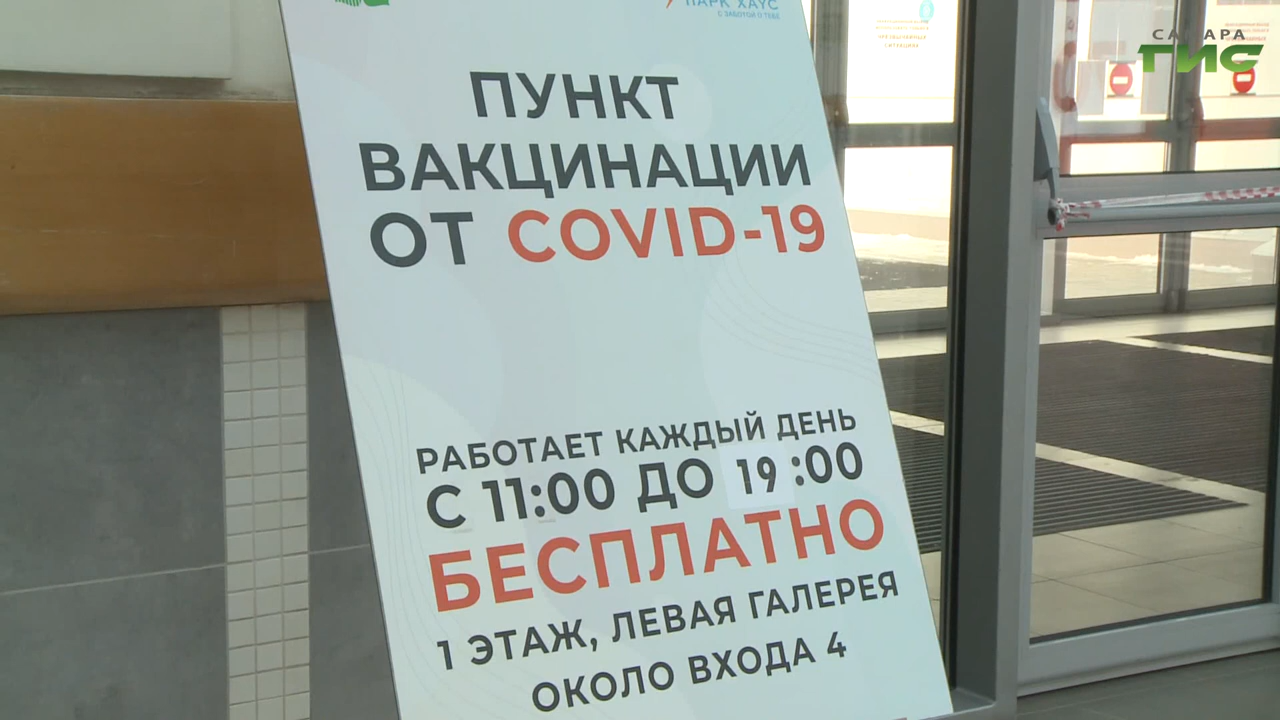 ПАРК ХАУС
С ЗАБОТОЙ О ТЕБЕ
САМАРА
ГИС
ПУНКТ
ВАКЦИНАЦИИ
ОТ COVID-19
РАБОТАЕТ КАЖДЫЙ ДЕНЬ
С 11:00 ДО 19:00
БЕСПЛАТНО
1 ЭТАЖ, ЛЕВАЯ ГАЛЕРЕЯ
ОКОЛО ВХОДА 4